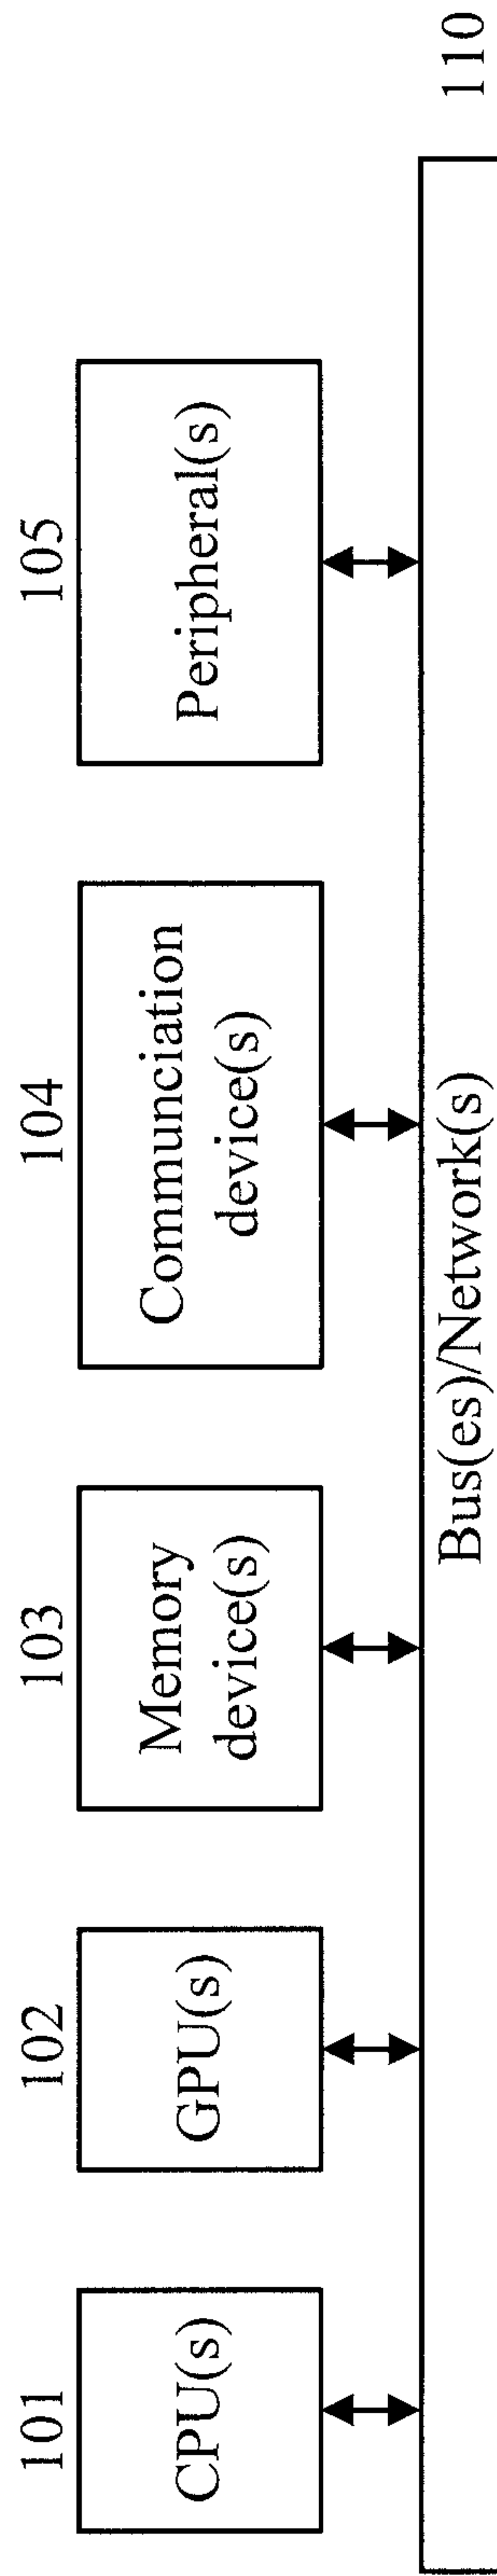 101
CPU(s)
102
GPU(s)
103
Memory
device(s)
104
Communciation
device(s)
105
Peripheral(s)
Bus(es)/Network(s)
110